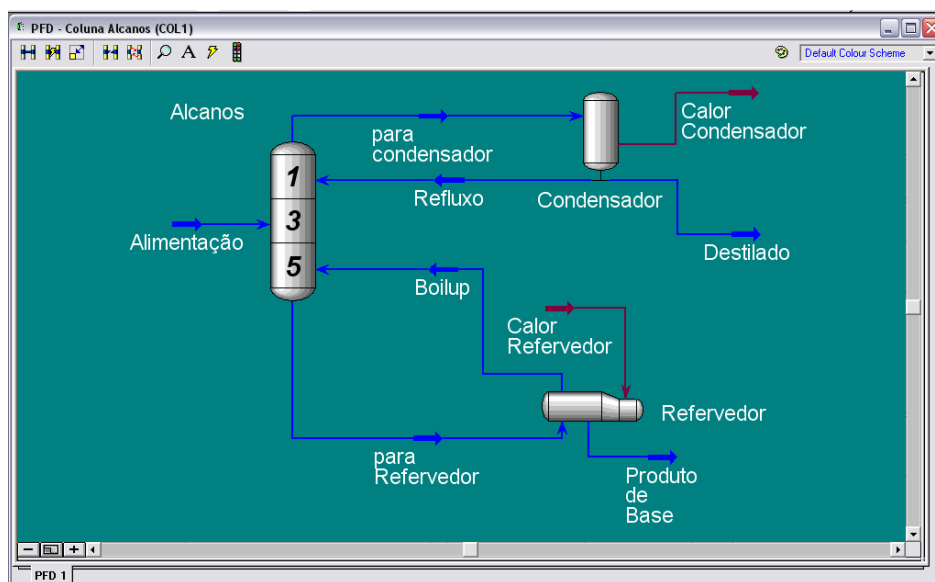 PFD - Coluna Alcanos (COL1)
A
Default Colour Scheme
Alcanos
para
condensador
Calor
Condensador
1
Refluxo
Condensador
3
Alimentação
Destilado
5
Boilup
Calor
Refervedor
Refervedor
para
Refervedor
Produto
de
Base
PFD 1